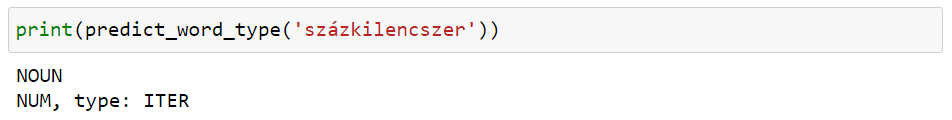 print(predict_word_type('százkilencszer'))
NOUN
NUM, type: ITER